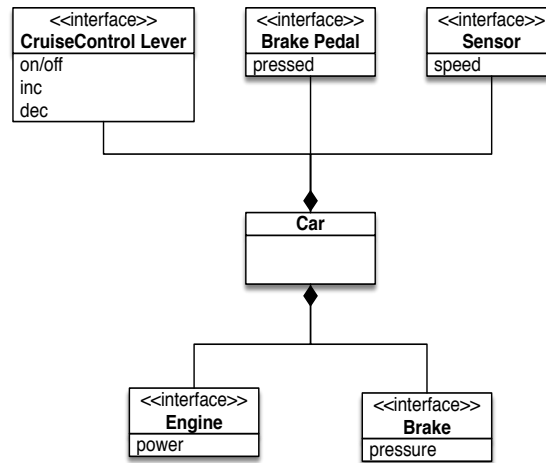 <<interface>>
CruiseControl Lever
on/off
inc
dec
<<interface>>
Brake Pedal
pressed
<<interface>>
Sensor
speed
Car
<<interface>>
Engine
power
<<interface>>
Brake
pressure